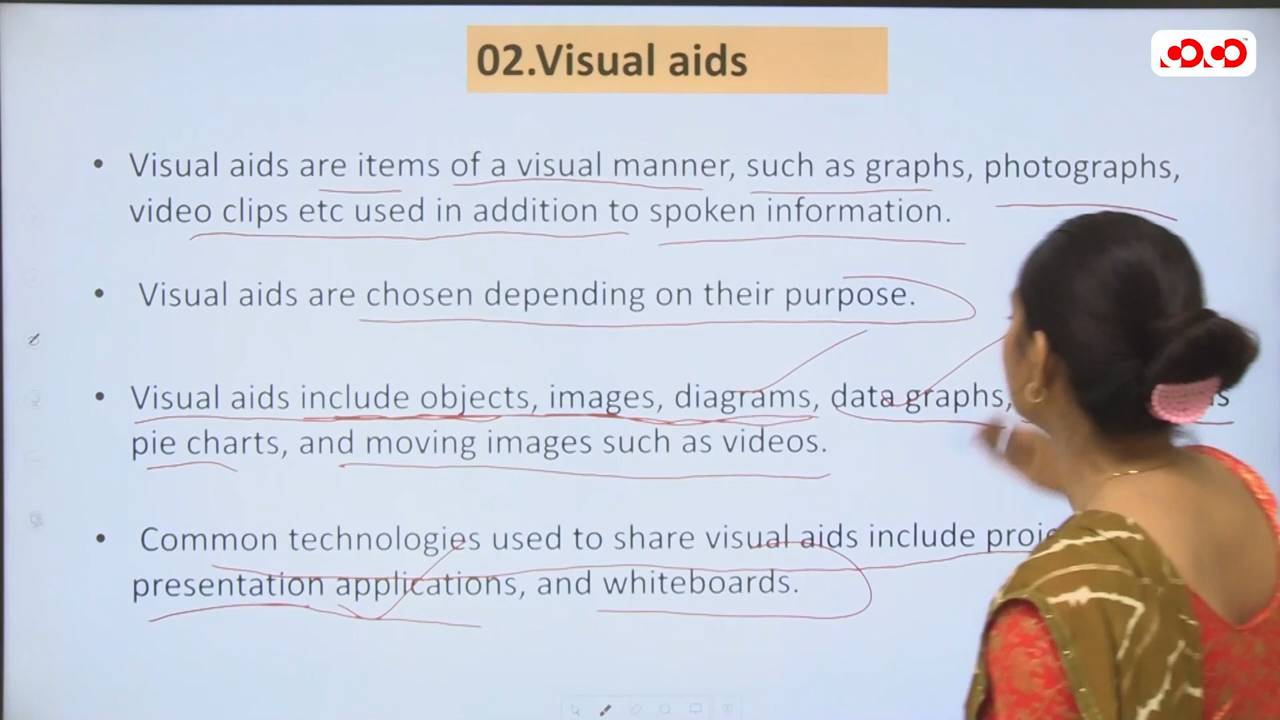 02.Visual aids
• Visual aids are items of a visual manner, such as graphs, photographs,
video clips etc used in addition to spoken information.
• Visual aids are chosen depending on their purpose.
• Visual aids include objects, images, diagrams, data graphs,
pie charts, and moving images such as videos.
• Common technologies used to share visual aids include
presentation applications, and whiteboards.